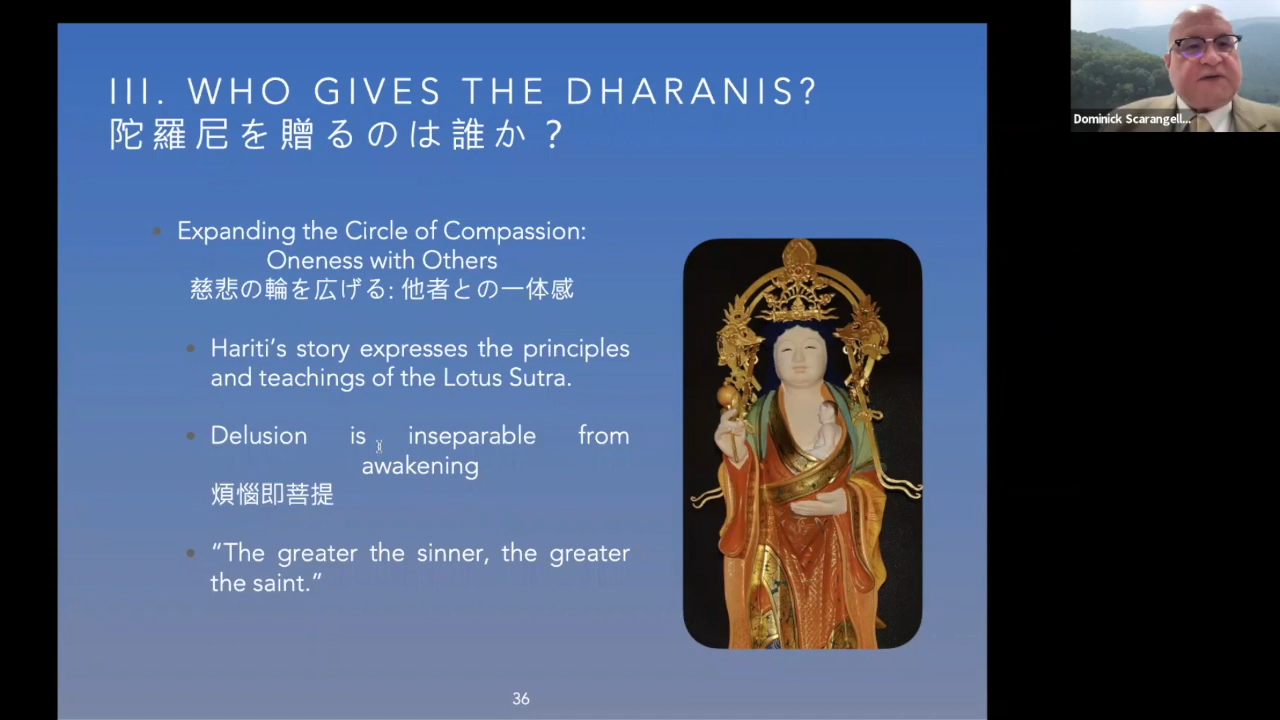 III. WHO GIVES THE DHARANIS?
陀羅尼を贈るのは誰か？
Expanding the Circle of Compassion:
Oneness with Others
慈悲の輪を広げる: 他者との一体感
Hariti’s story expresses the principles
and teachings of the Lotus Sutra.
Delusion is inseparable from
awakening
煩惱即菩提
“The greater the sinner, the greater
the saint.”
36
Dominick Scarangell...